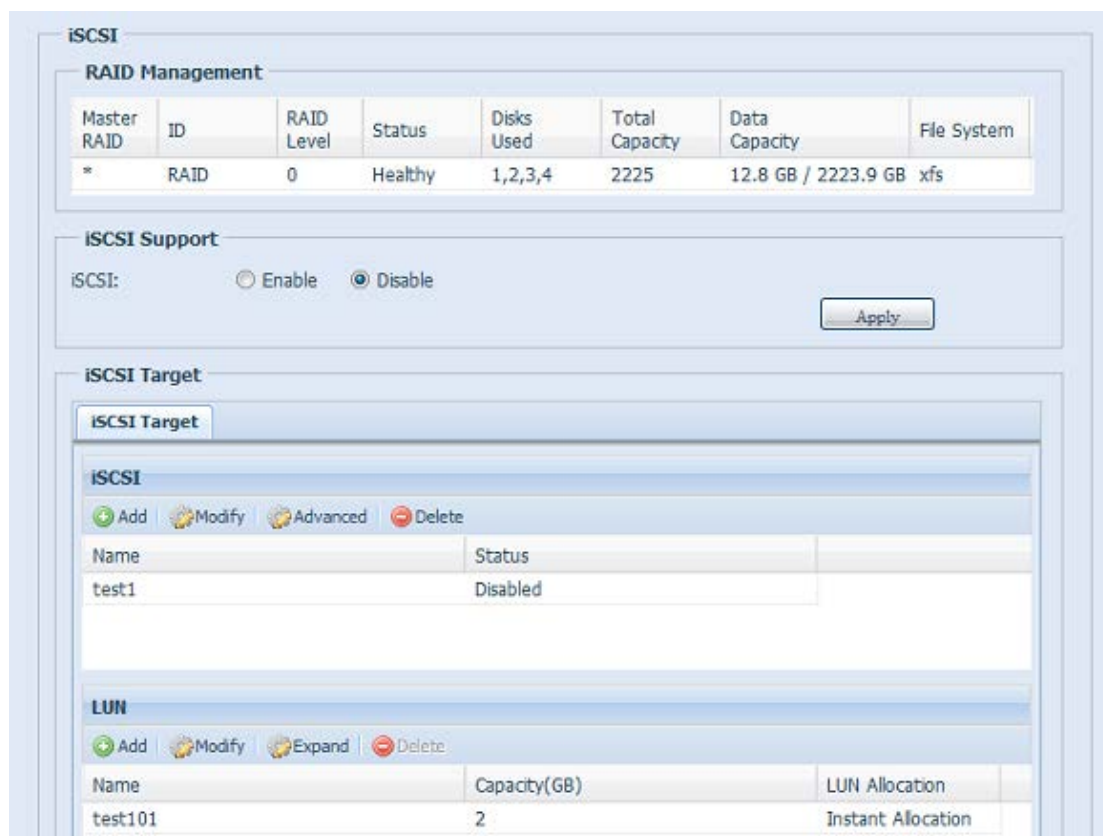 iSCSI
RAID Management
Master RAID ID RAID Level Status Disks Used Total Capacity Data Capacity File System
* RAID 0 Healthy 1,2,3,4 2225 12.8 GB / 2223.9 GB xfs
iSCSI Support
iSCSI: Enable Disable
Apply
iSCSI Target
iSCSI Target
iSCSI
Add Modify Advanced Delete
Name Status
test1 Disabled
LUN
Add Modify Expand Delete
Name Capacity(GB) LUN Allocation
test101 2 Instant Allocation